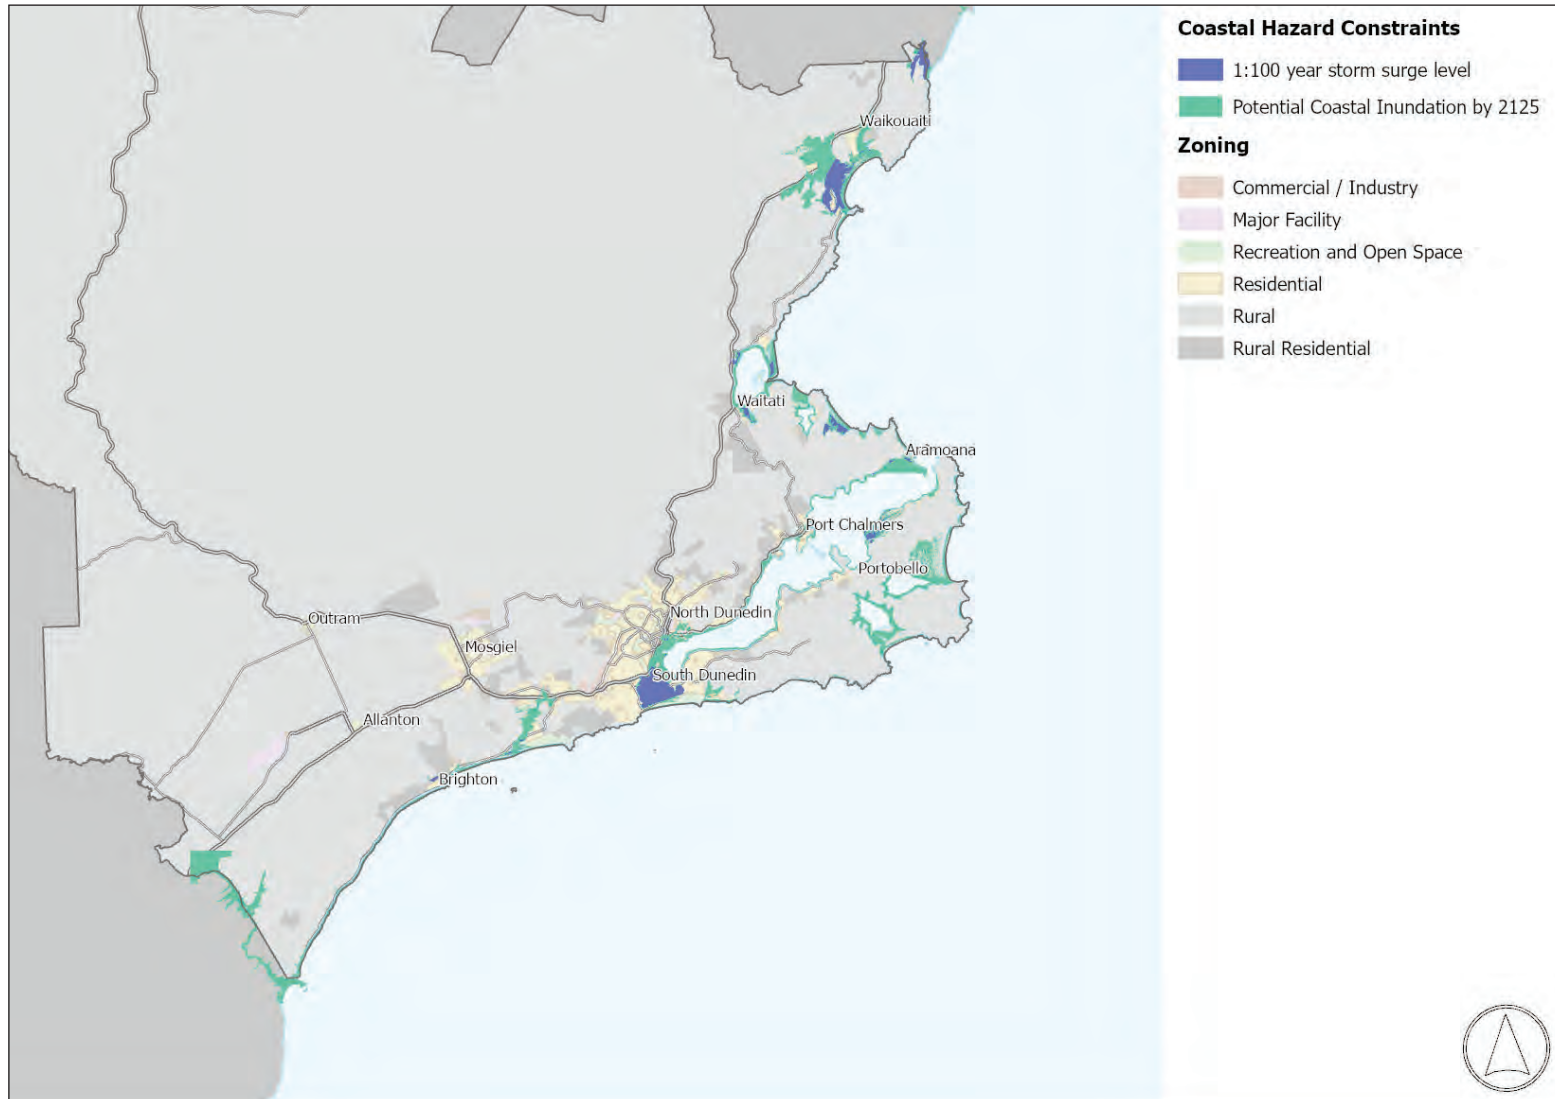 Coastal Hazard Constraints
1:100 year storm surge level
Potential Coastal Inundation by 2125
Zoning
Commercial / Industry
Major Facility
Recreation and Open Space
Residential
Rural
Rural Residential
Waikouaiti
Waitati
Aramoana
Port Chalmers
Portobello
North Dunedin
Outram
Mosgiel
South Dunedin
Allanton
Brighton